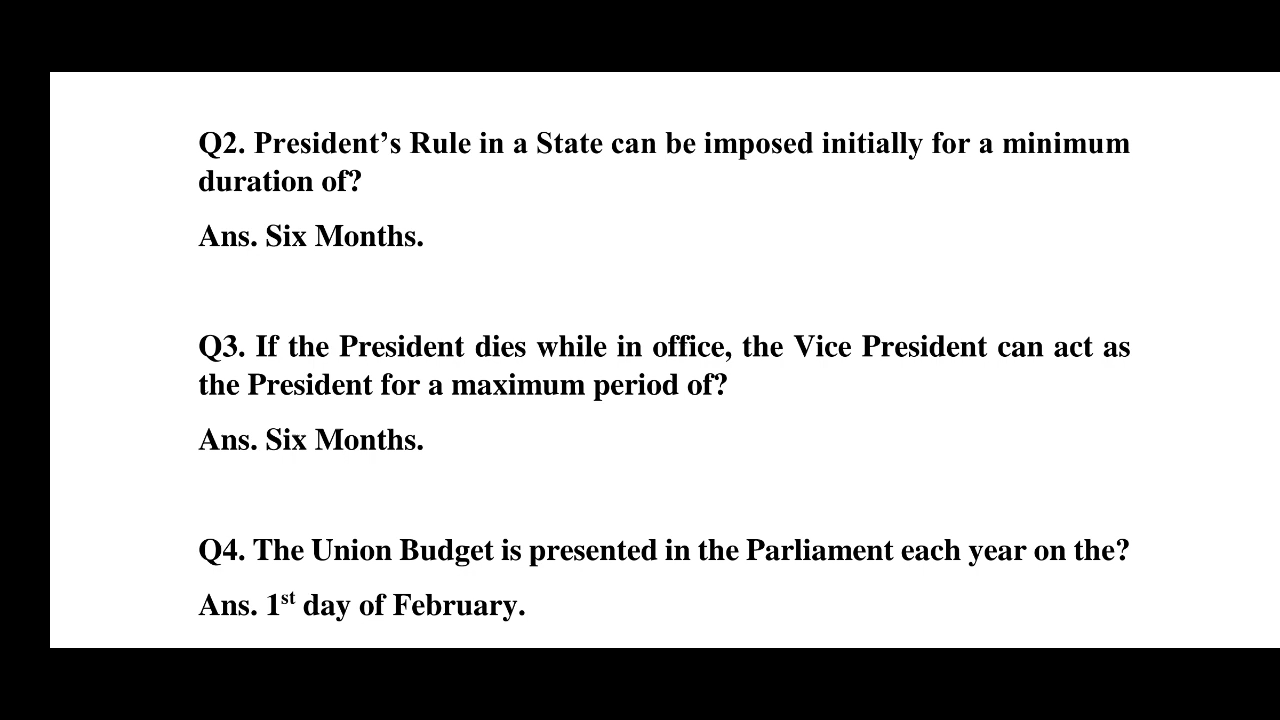 Q2. President’s Rule in a State can be imposed initially for a minimum
duration of?
Ans. Six Months.
Q3. If the President dies while in office, the Vice President can act as
the President for a maximum period of?
Ans. Six Months.
Q4. The Union Budget is presented in the Parliament each year on the?
Ans. 1st day of February.